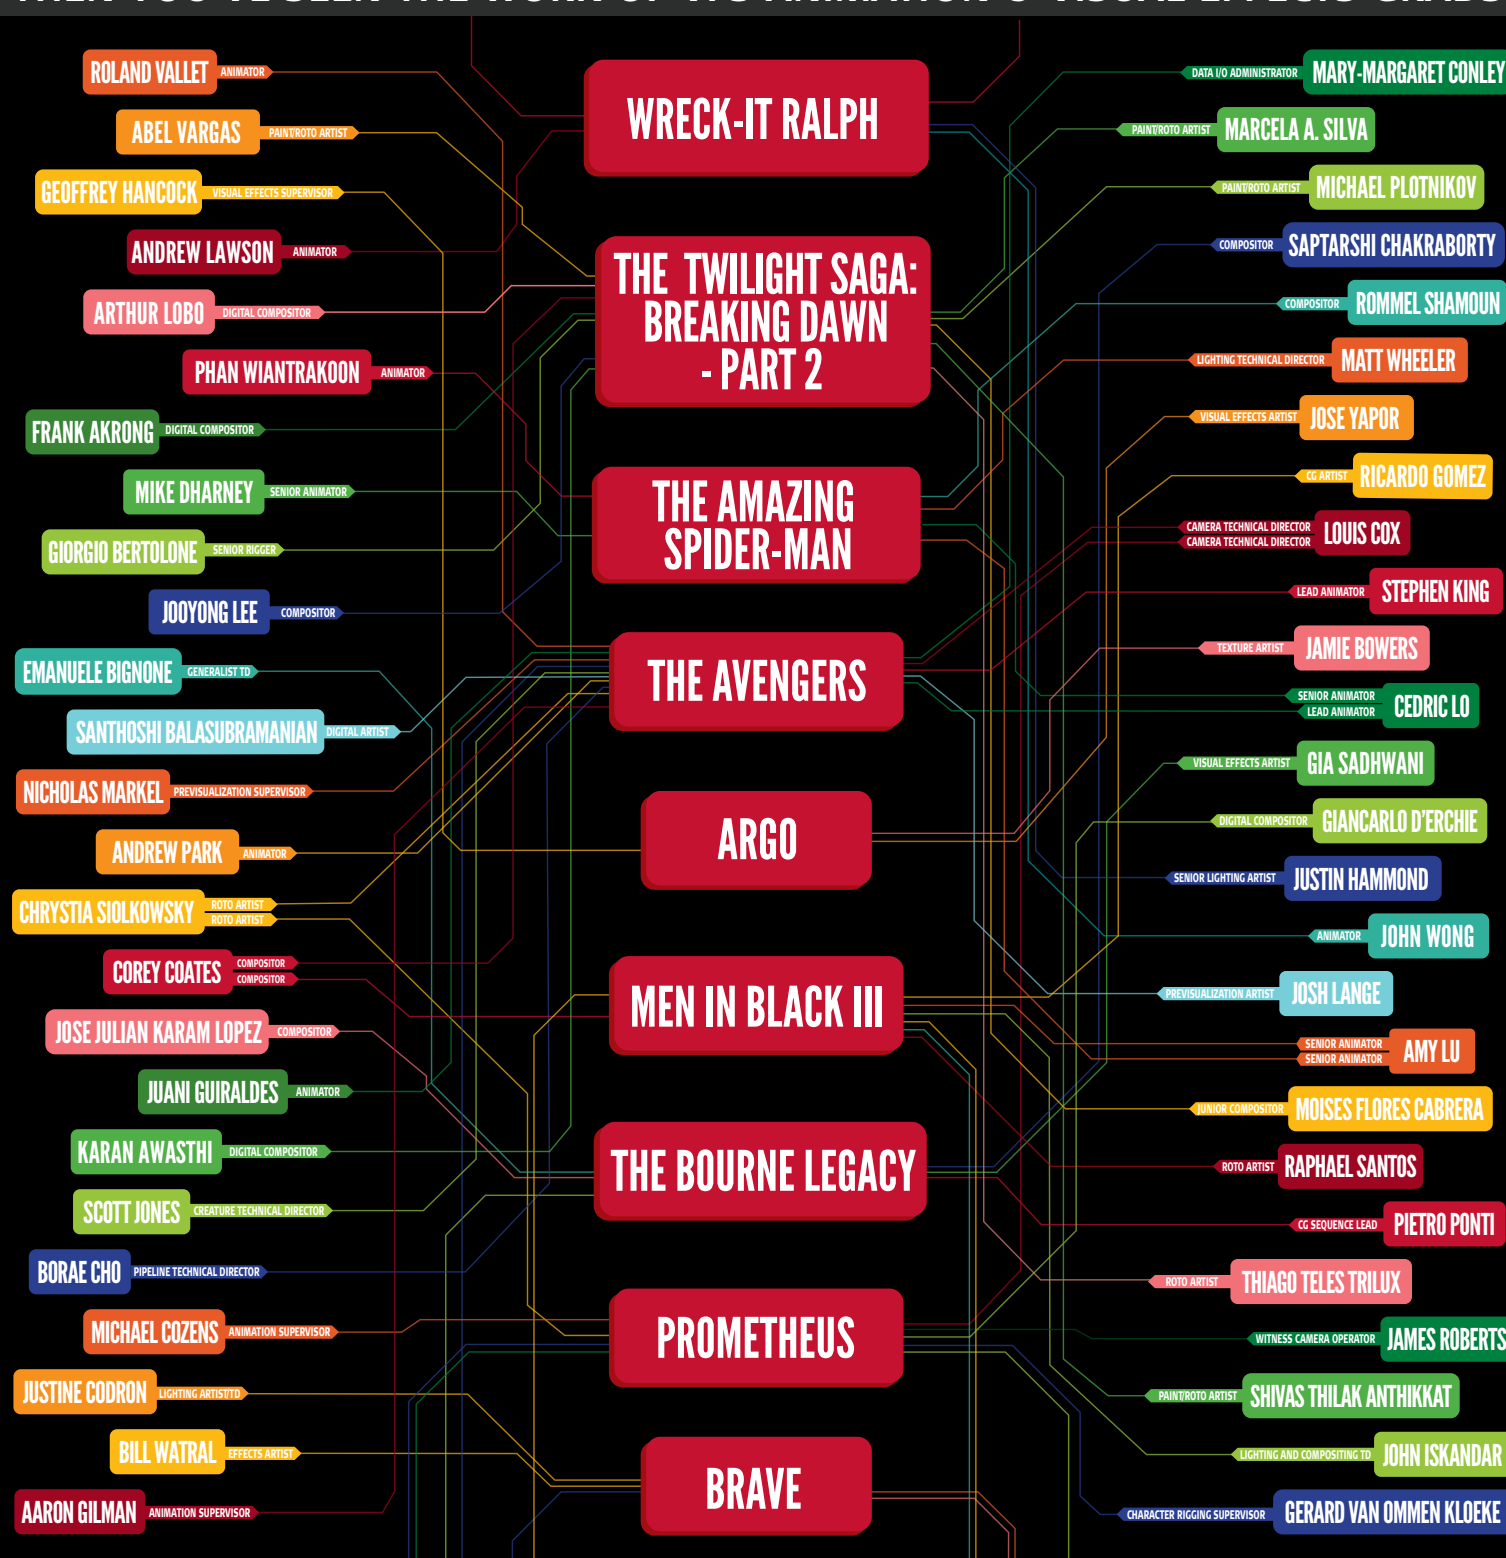 THEN YOU'VE SEEN THE WORK OF VFS ANIMATION & VISUAL EFFECTS GRADS
ROLAND VALLET ANIMATOR
ABEL VARGAS PAINT/ROTO ARTIST
GEOFFREY HANCOCK VISUAL EFFECTS SUPERVISOR
ANDREW LAWSON ANIMATOR
ARTHUR LOBO DIGITAL COMPOSITOR
PHAN WIANTRAKOON ANIMATOR
FRANK AKRONG DIGITAL COMPOSITOR
MIKE DHARNEY SENIOR ANIMATOR
GIORGIO BERTOLONE SENIOR RIGGER
JOOYONG LEE COMPOSITOR
EMANUELE BIGNONE GENERALIST TD
SANTHOSHI BALASUBRAMANIAN DIGITAL ARTIST
NICHOLAS MARKEL PREVISUALIZATION SUPERVISOR
ANDREW PARK ANIMATOR
CHRYSTIA SIOLKOWSKY ROTO ARTIST
ROTO ARTIST
COREY COATES COMPOSITOR
COMPOSITOR
JOSE JULIAN KARAM LOPEZ COMPOSITOR
JUANI GUIRALDES ANIMATOR
KARAN AWASTHI DIGITAL COMPOSITOR
SCOTT JONES CREATURE TECHNICAL DIRECTOR
BORAE CHO PIPELINE TECHNICAL DIRECTOR
MICHAEL COZENS ANIMATION SUPERVISOR
JUSTINE CODRON LIGHTING ARTIST/TD
BILL WATRAL EFFECTS ARTIST
AARON GILMAN ANIMATION SUPERVISOR
WRECK-IT RALPH
THE TWILIGHT SAGA:
BREAKING DAWN
- PART 2
THE AMAZING
SPIDER-MAN
THE AVENGERS
ARGO
MEN IN BLACK III
THE BOURNE LEGACY
PROMETHEUS
BRAVE
DATA I/O ADMINISTRATOR MARY-MARGARET CONLEY
PAINT/ROTO ARTIST MARCELA A. SILVA
PAINT/ROTO ARTIST MICHAEL PLOTNIKOV
COMPOSITOR SAPTARSHI CHAKRABORTY
COMPOSITOR ROMMEL SHAMOUN
LIGHTING TECHNICAL DIRECTOR MATT WHEELER
VISUAL EFFECTS ARTIST JOSE YAPOR
CG ARTIST RICARDO GOMEZ
CAMERA TECHNICAL DIRECTOR LOUIS COX
CAMERA TECHNICAL DIRECTOR
LEAD ANIMATOR STEPHEN KING
TEXTURE ARTIST JAMIE BOWERS
SENIOR ANIMATOR CEDRIC LO
LEAD ANIMATOR
VISUAL EFFECTS ARTIST GIA SADHWANI
DIGITAL COMPOSITOR GIANCARLO D'ERCHIE
SENIOR LIGHTING ARTIST JUSTIN HAMMOND
ANIMATOR JOHN WONG
PREVISUALIZATION ARTIST JOSH LANGE
SENIOR ANIMATOR AMY LU
SENIOR ANIMATOR
JUNIOR COMPOSITOR MOISES FLORES CABRERA
ROTO ARTIST RAPHAEL SANTOS
CG SEQUENCE LEAD PIETRO PONTI
ROTO ARTIST THIAGO TELES TRILUX
WITNESS CAMERA OPERATOR JAMES ROBERTS
PAINT/ROTO ARTIST SHIVAS THILAK ANTHIKKAT
LIGHTING AND COMPOSITING TD JOHN ISKANDAR
CHARACTER RIGGING SUPERVISOR GERARD VAN OMMEN KLOEKE